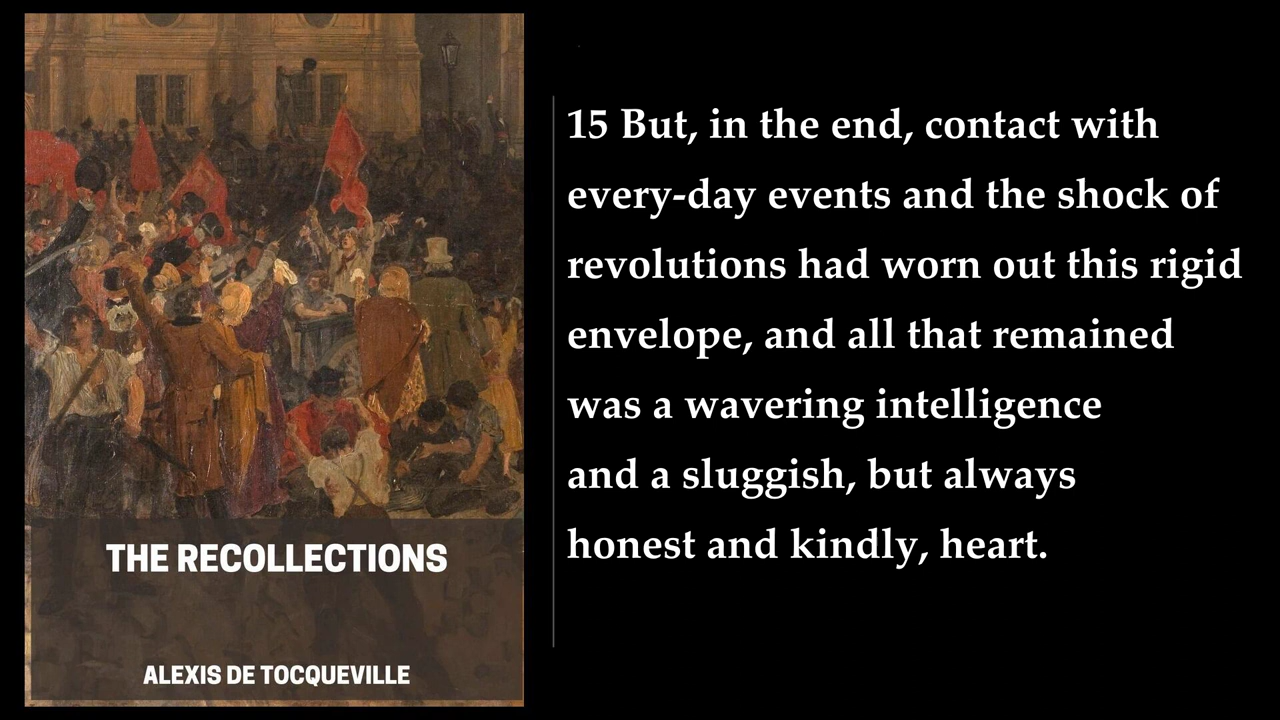 THE RECOLLECTIONS
ALEXIS DE TOCQUEVILLE
15 But, in the end, contact with
every-day events and the shock of
revolutions had worn out this rigid
envelope, and all that remained
was a wavering intelligence
and a sluggish, but always
honest and kindly, heart.